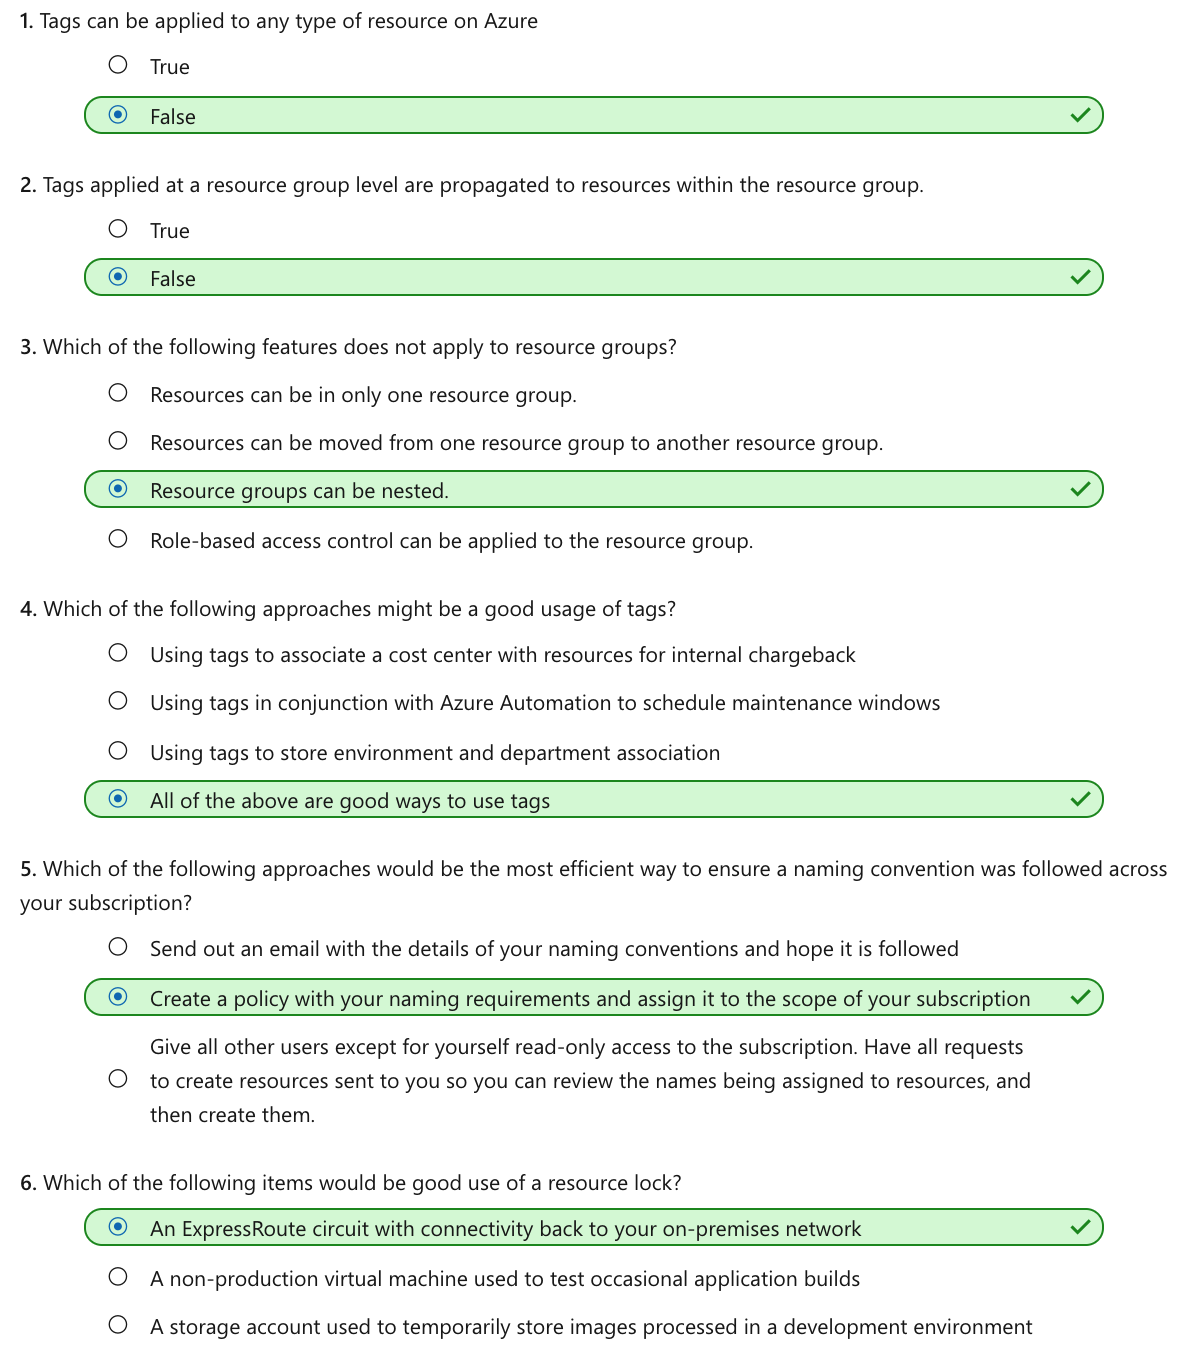 1. Tags can be applied to any type of resource on Azure
True
False
2. Tags applied at a resource group level are propagated to resources within the resource group.
True
False
3. Which of the following features does not apply to resource groups?
Resources can be in only one resource group.
Resources can be moved from one resource group to another resource group.
Resource groups can be nested.
Role-based access control can be applied to the resource group.
4. Which of the following approaches might be a good usage of tags?
Using tags to associate a cost center with resources for internal chargeback
Using tags in conjunction with Azure Automation to schedule maintenance windows
Using tags to store environment and department association
All of the above are good ways to use tags
5. Which of the following approaches would be the most efficient way to ensure a naming convention was followed across
your subscription?
Send out an email with the details of your naming conventions and hope it is followed
Create a policy with your naming requirements and assign it to the scope of your subscription
Give all other users except for yourself read-only access to the subscription. Have all requests
to create resources sent to you so you can review the names being assigned to resources, and
then create them.
6. Which of the following items would be good use of a resource lock?
An ExpressRoute circuit with connectivity back to your on-premises network
A non-production virtual machine used to test occasional application builds
A storage account used to temporarily store images processed in a development environment